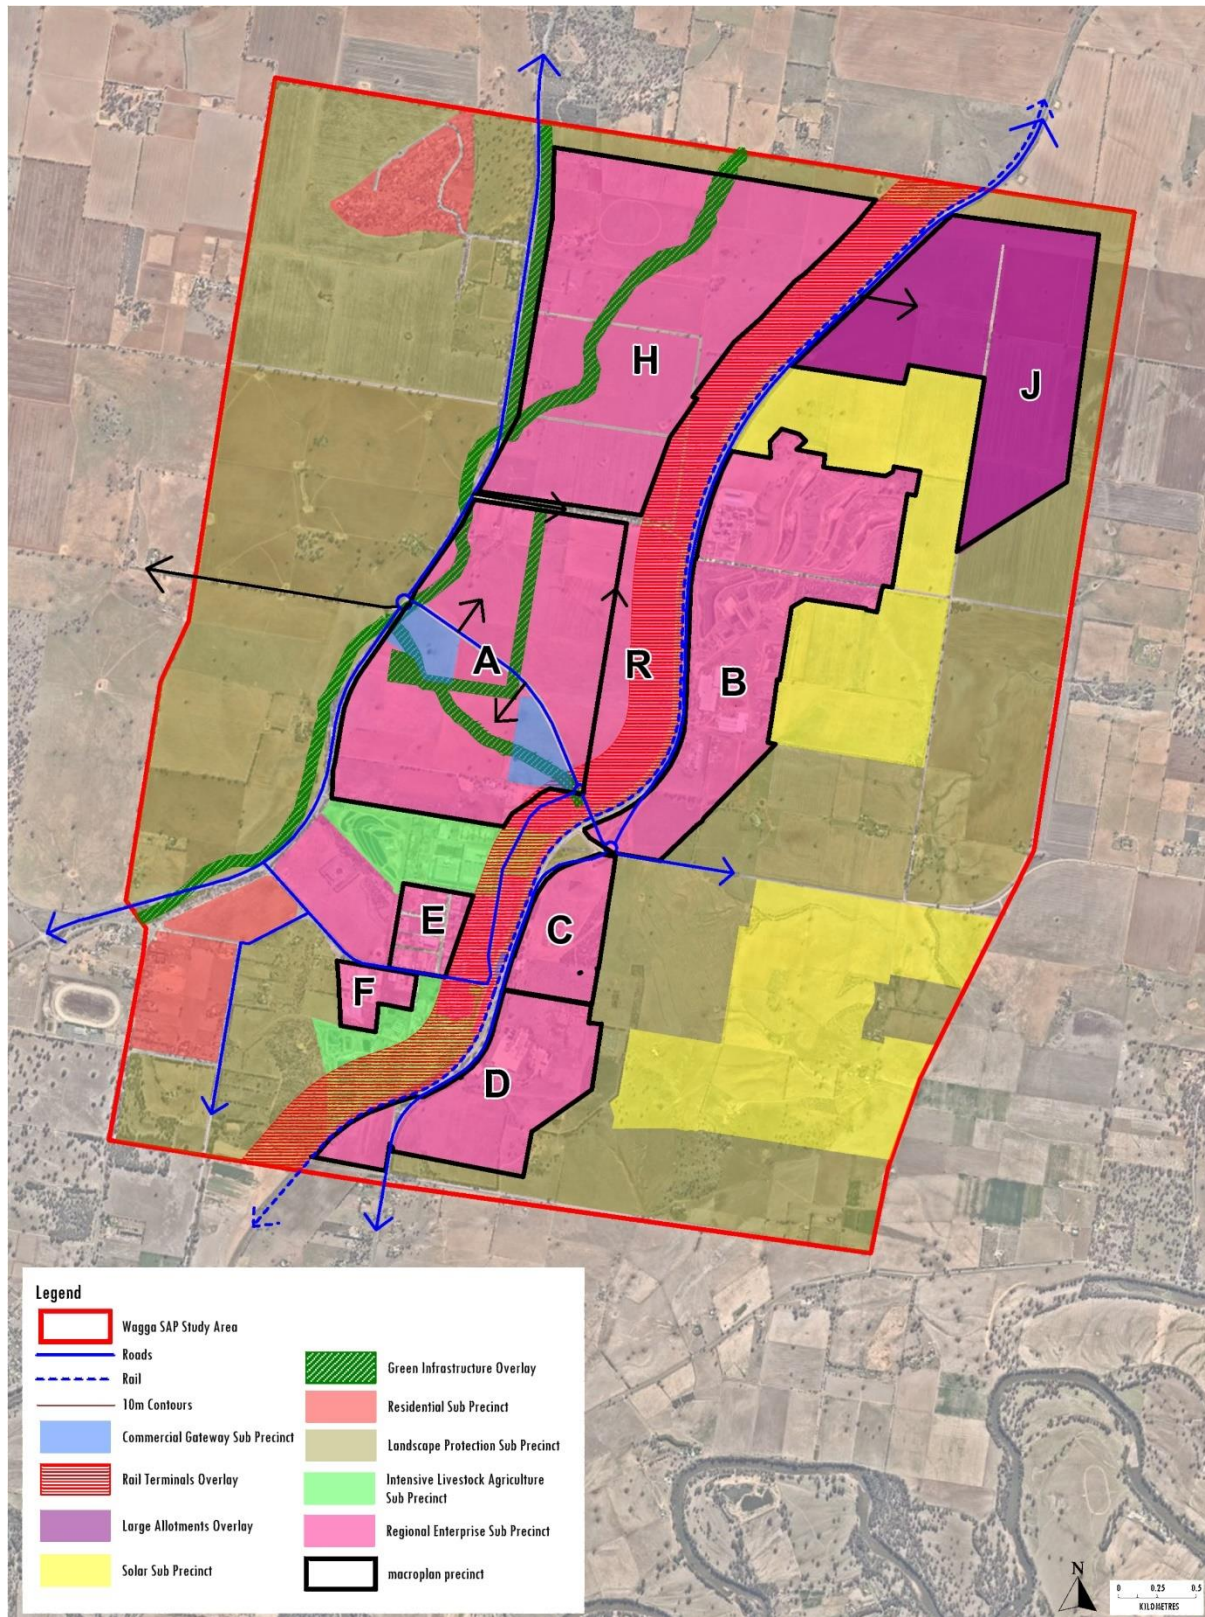 H
J
A
R
B
E
C
F
D
Legend
Wagga SAP Study Area
Roads
Rail
10m Contours
Commercial Gateway Sub Precinct
Rail Terminals Overlay
Large Allotments Overlay
Solar Sub Precinct
Green Infrastructure Overlay
Residential Sub Precinct
Landscape Protection Sub Precinct
Intensive Livestock Agriculture
Sub Precinct
Regional Enterprise Sub Precinct
macroplan precinct
N
0 0.25 0.5
KILOMETRES